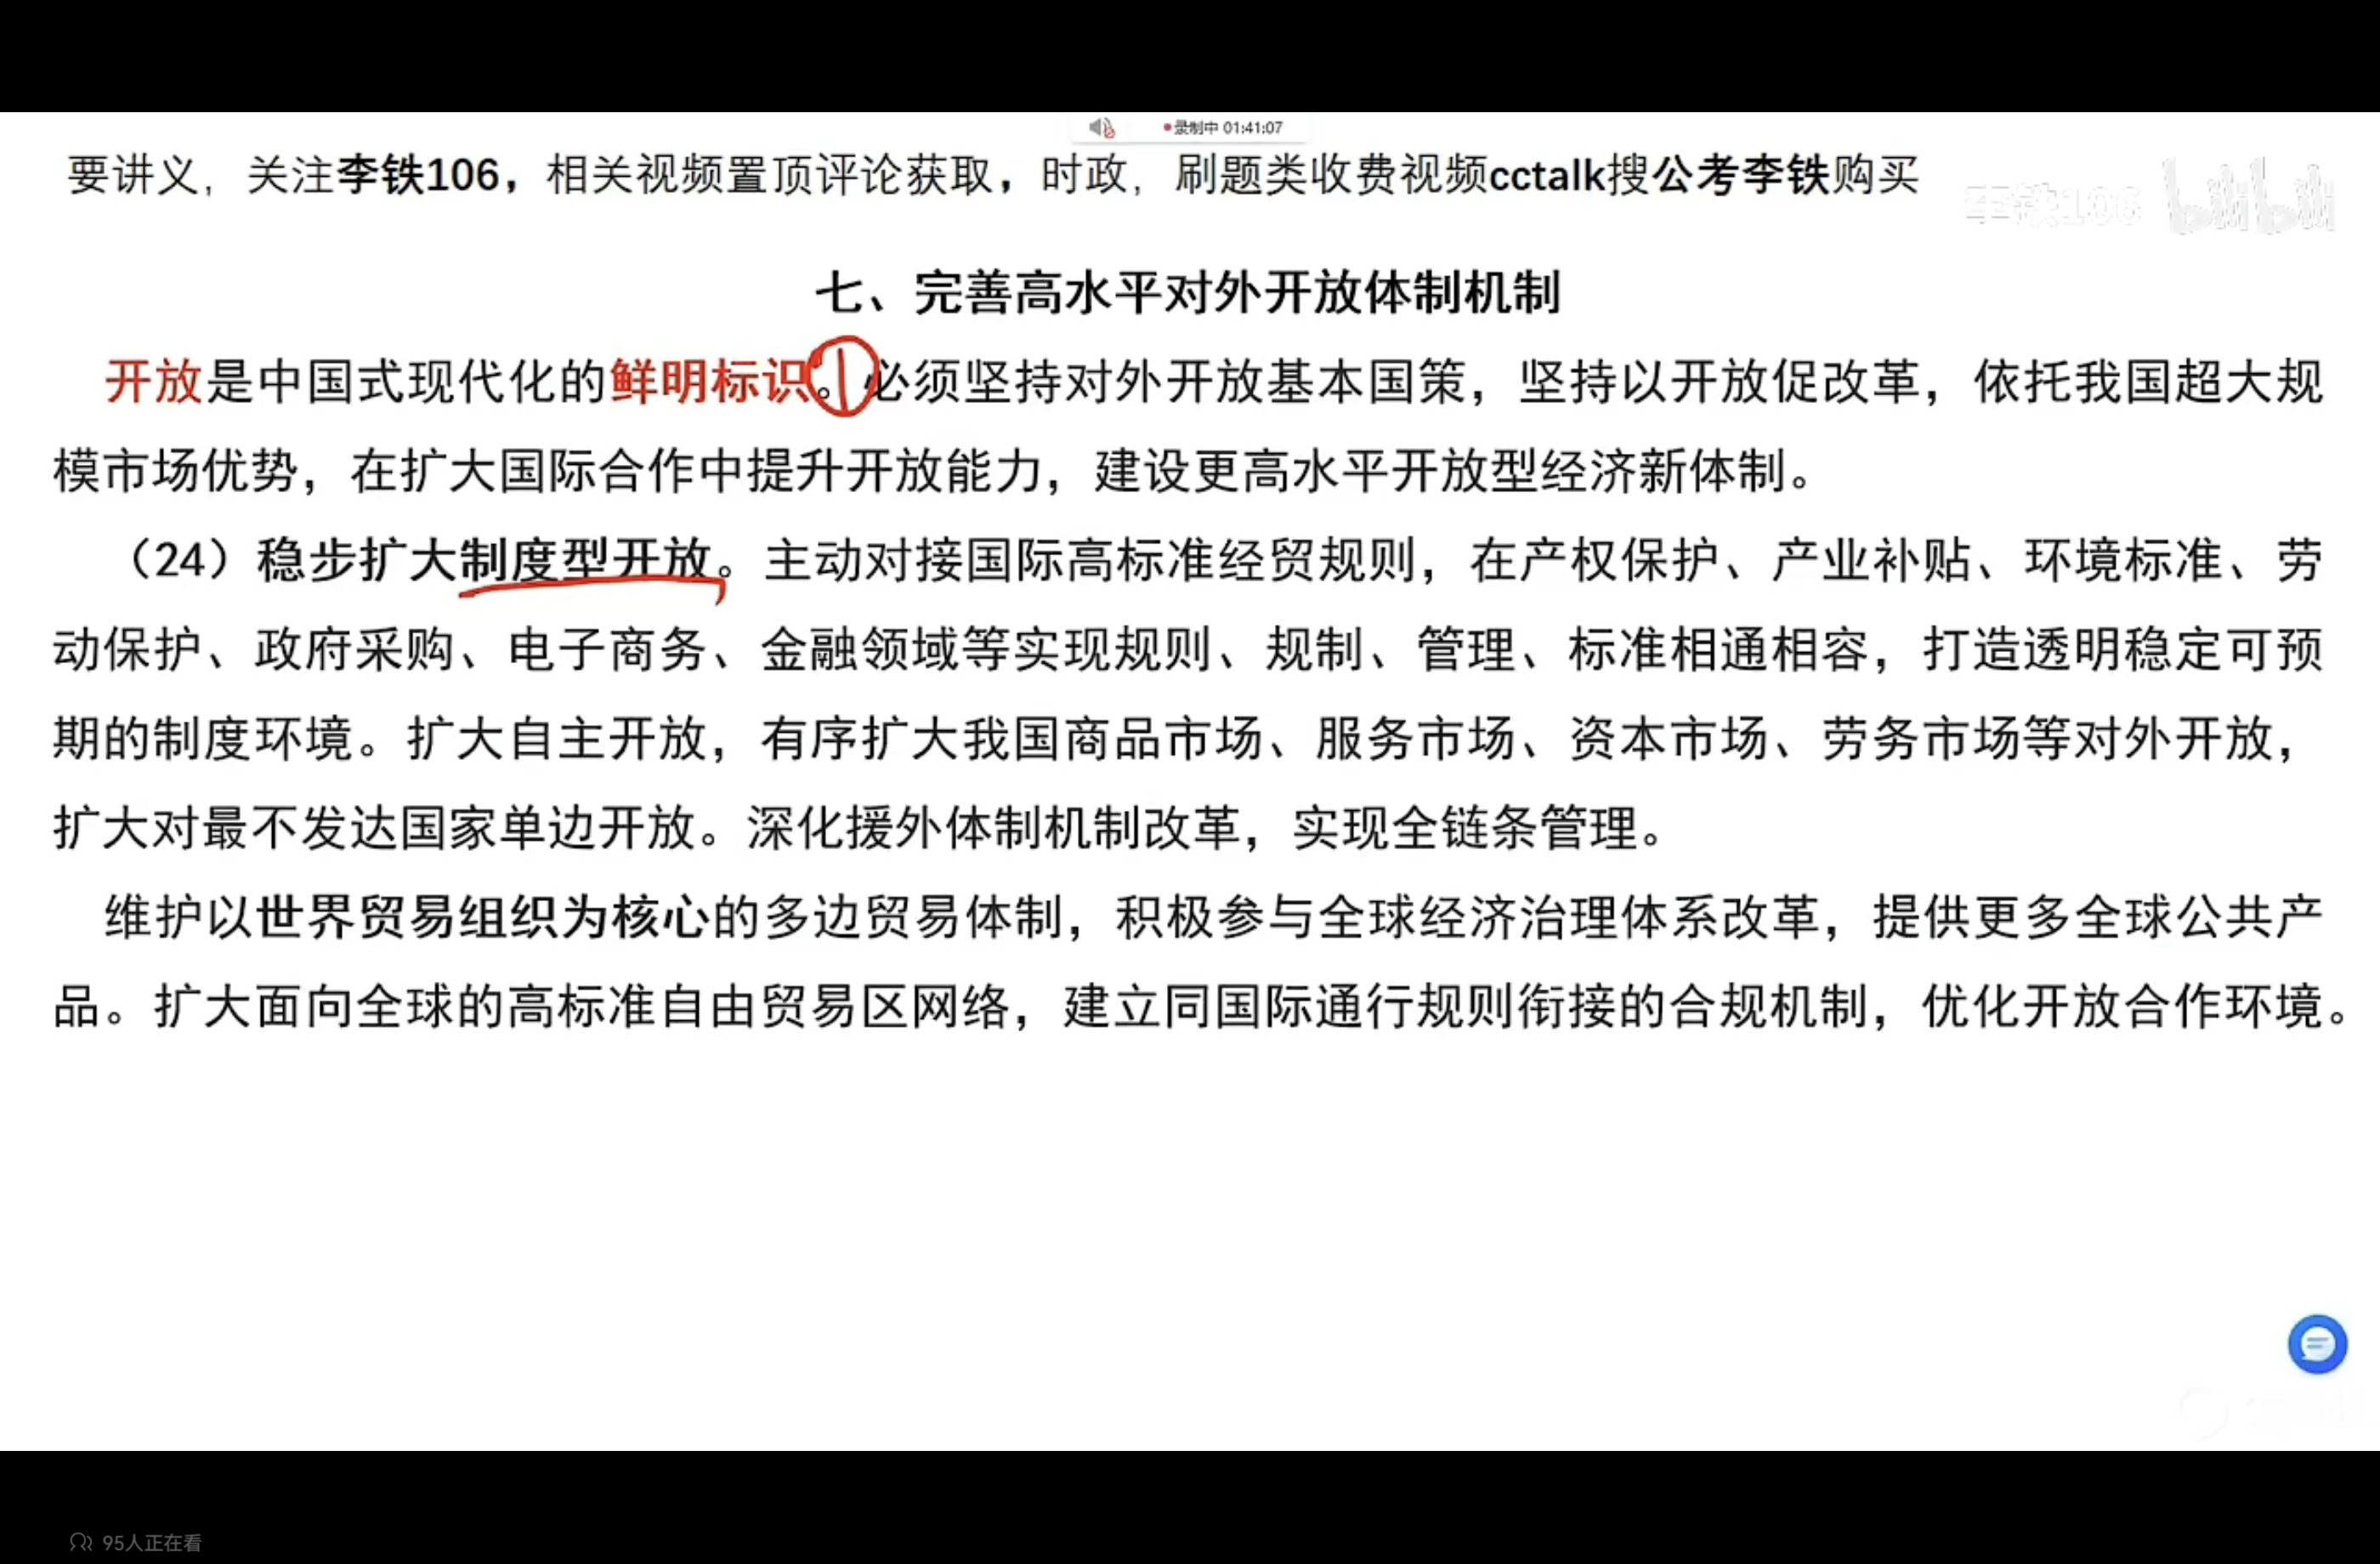 录制中 01:41:07
要讲义，关注李铁106，相关视频置顶评论获取，时政，刷题类收费视频cctalk搜公考李铁购买
李铁106 bilibili
七、完善高水平对外开放体制机制
开放是中国式现代化的鲜明标识。①必须坚持对外开放基本国策，坚持以开放促改革，依托我国超大规
模市场优势，在扩大国际合作中提升开放能力，建设更高水平开放型经济新体制。
（24）稳步扩大制度型开放。主动对接国际高标准经贸规则，在产权保护、产业补贴、环境标准、劳
动保护、政府采购、电子商务、金融领域等实现规则、规制、管理、标准相通相容，打造透明稳定可预
期的制度环境。扩大自主开放，有序扩大我国商品市场、服务市场、资本市场、劳务市场等对外开放，
扩大对最不发达国家单边开放。深化援外体制机制改革，实现全链条管理。
维护以世界贸易组织为核心的多边贸易体制，积极参与全球经济治理体系改革，提供更多全球公共产
品。扩大面向全球的高标准自由贸易区网络，建立同国际通行规则衔接的合规机制，优化开放合作环境。
95人正在看